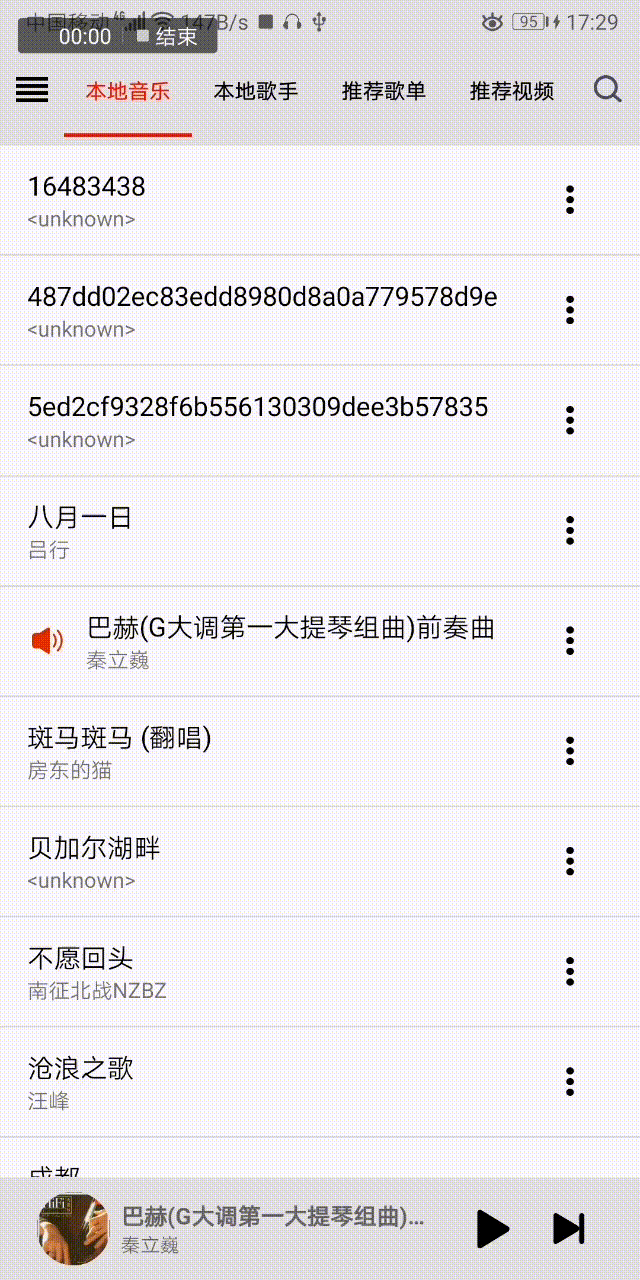 中国移动 4G 147B/s 95 17:29
00:00 结束
本地音乐 本地歌手 推荐歌单 推荐视频
16483438
<unknown>
487dd02ec83edd8980d8a0a779578d9e
<unknown>
5ed2cf9328f6b556130309dee3b57835
<unknown>
八月一日
吕行
巴赫(G大调第一大提琴组曲)前奏曲
秦立巍
斑马斑马 (翻唱)
房东的猫
贝加尔湖畔
<unknown>
不愿回头
南征北战NZBZ
沧浪之歌
汪峰
成都
巴赫(G大调第一大提琴组曲)...
秦立巍